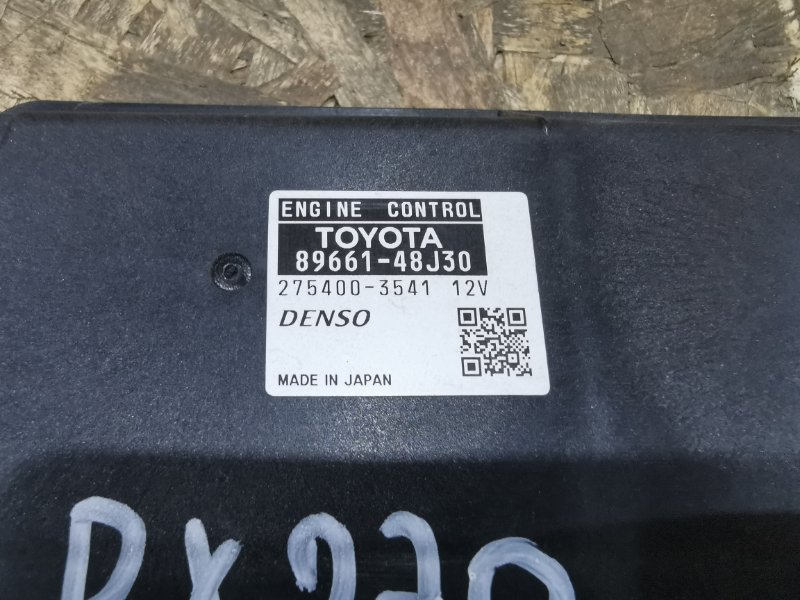 ENGINE CONTROL
TOYOTA
89661-48J30
275400-3541 12V
DENSO
MADE IN JAPAN